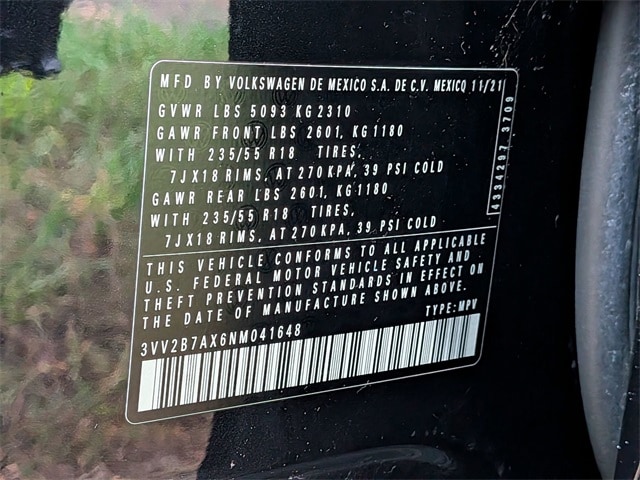 MFD BY VOLKSWAGEN DE MEXICO S.A. DE C.V. MEXICO 11/21
GVWR LBS 5093 KG 2310
GAWR FRONT LBS 2601, KG 1180
WITH 235/55 R18 TIRES,
7JX18 RIMS, AT 270 KPA, 39 PSI COLD
GAWR REAR LBS 2601, KG 1180
WITH 235/55 R18 TIRES,
7JX18 RIMS, AT 270 KPA, 39 PSI COLD
4334297 3709
THIS VEHICLE CONFORMS TO ALL APPLICABLE
U.S. FEDERAL MOTOR VEHICLE SAFETY AND
THEFT PREVENTION STANDARDS IN EFFECT ON
THE DATE OF MANUFACTURE SHOWN ABOVE.
TYPE: MPV
3VV2B7AX6NM041648